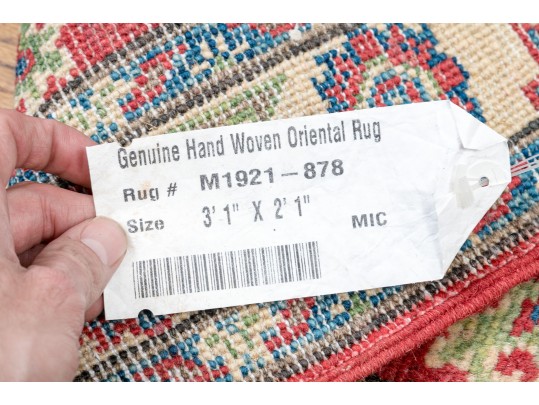 Genuine Hand Woven Oriental Rug
Rug # M1921-878
Size 3' 1" X 2' 1" MIC